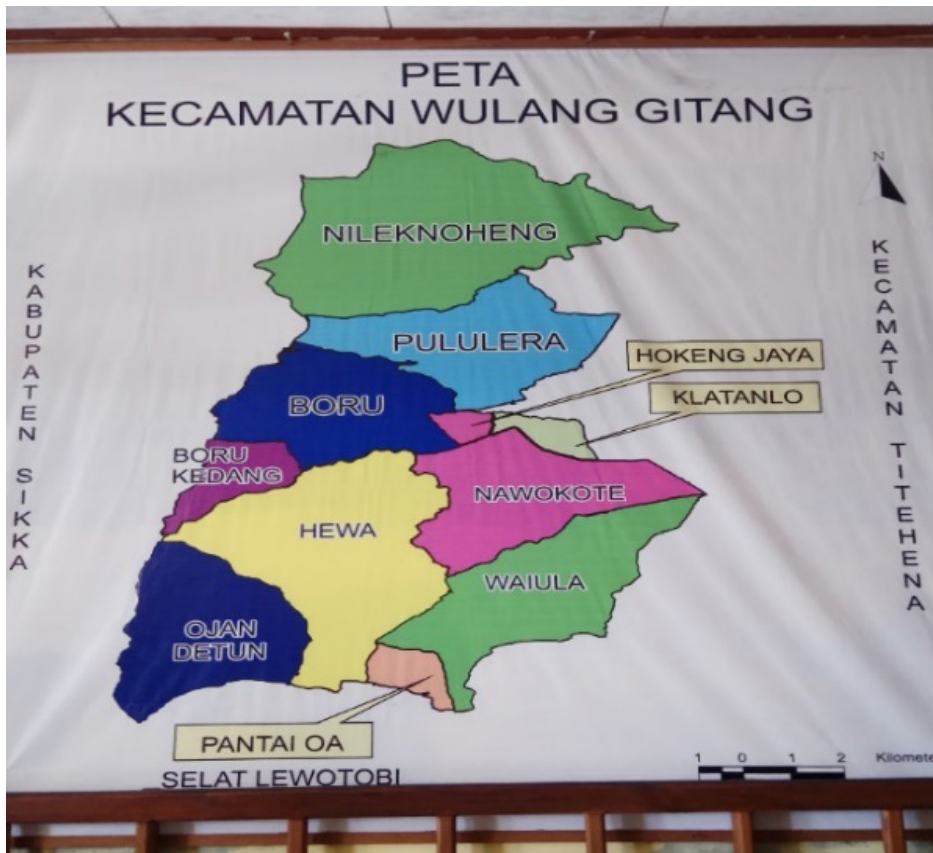 PETA
KECAMATAN WULANG GITANG
N
NILEKNOHENG
PULULERA
HOKENG JAYA
KLATANLO
BORU
BORU
KEDANG
NAWOKOTE
HEWA
WAIULA
OJAN
DETUN
PANTAI OA
SELAT LEWOTOBI
KABUPATEN SIKKA
KECAMATAN TITEHENA
1 0 1 2 Kilomete